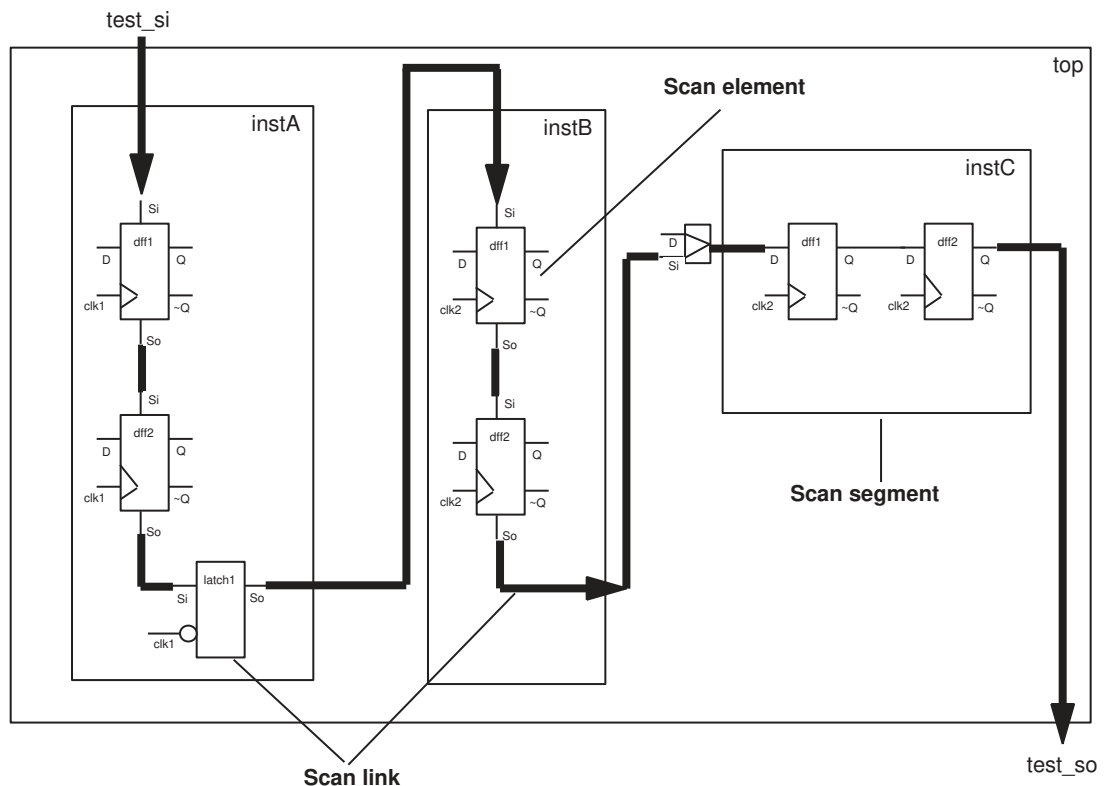 test_si
top
Scan element
instA
instB
instC
Si
dff1
D
Q
clk1
~Q
So
Si
dff2
D
Q
clk1
~Q
So
Si
latch1
So
clk1
Si
dff1
D
Q
clk2
~Q
So
Si
dff2
D
Q
clk2
~Q
So
D
Si
D
dff1
Q
clk2
~Q
D
dff2
Q
clk2
~Q
Scan segment
Scan link
test_so